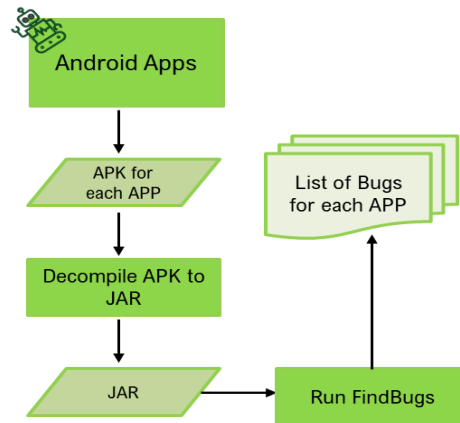 Android Apps
APK for
each APP
List of Bugs
for each APP
Decompile APK to
JAR
JAR
Run FindBugs